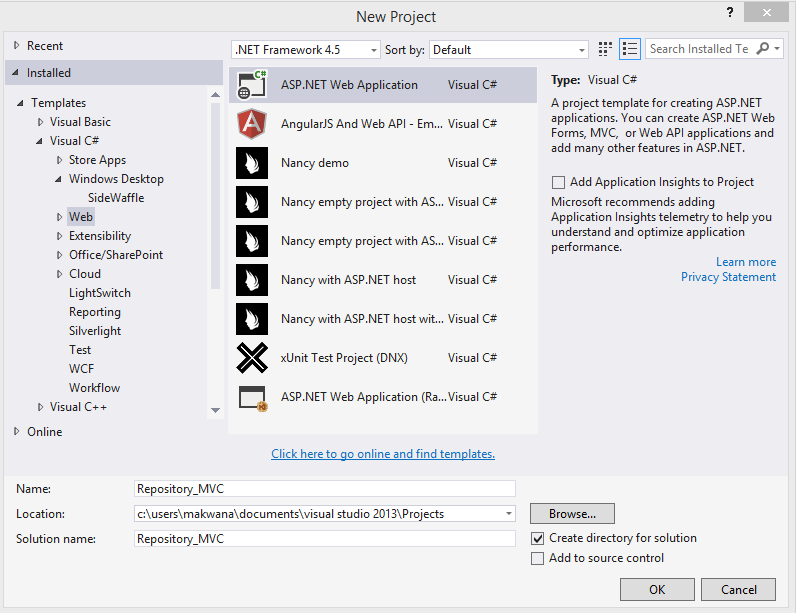 New Project
?
Recent
Installed
Templates
Visual Basic
Visual C#
Store Apps
Windows Desktop
SideWaffle
Web
Extensibility
Office/SharePoint
Cloud
LightSwitch
Reporting
Silverlight
Test
WCF
Workflow
Visual C++
Online
.NET Framework 4.5 Sort by: Default Search Installed Te
ASP.NET Web Application Visual C#
AngularJS And Web API - Em... Visual C#
Nancy demo Visual C#
Nancy empty project with AS... Visual C#
Nancy empty project with AS... Visual C#
Nancy with ASP.NET host Visual C#
Nancy with ASP.NET host wit... Visual C#
xUnit Test Project (DNX) Visual C#
ASP.NET Web Application (Ra... Visual C#
Click here to go online and find templates.
Type: Visual C#
A project template for creating ASP.NET
applications. You can create ASP.NET Web
Forms, MVC, or Web API applications and
add many other features in ASP.NET.
Add Application Insights to Project
Microsoft recommends adding
Application Insights telemetry to help you
understand and optimize application
performance.
Learn more
Privacy Statement
Name: Repository_MVC
Location: c:\users\makwana\documents\visual studio 2013\Projects Browse...
Solution name: Repository_MVC
Create directory for solution
Add to source control
OK Cancel